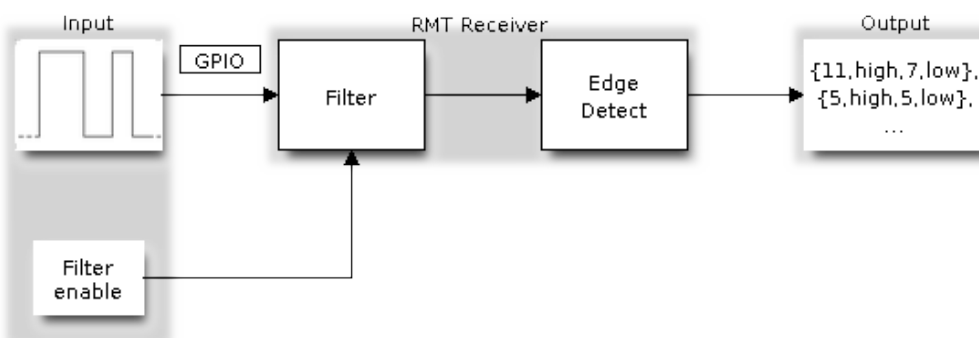 Input
RMT Receiver
Output
GPIO
Filter
Edge
Detect
{11,high,7,low},
{5,high,5,low},
...
Filter
enable